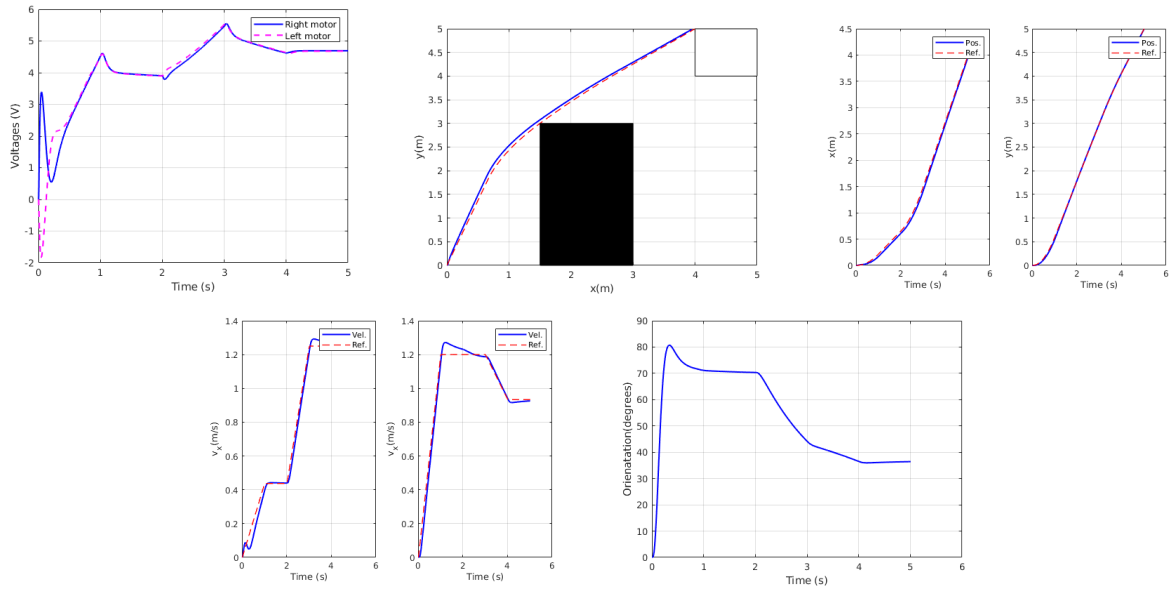 Right motor
Left motor
Voltages (V)
6
5
4
3
2
1
0
-1
-2
0 1 2 3 4 5
Time (s)
y(m)
5
4.5
4
3.5
3
2.5
2
1.5
1
0.5
0
0 1 2 3 4 5
x(m)
Pos.
Ref.
x(m)
4.5
4
3.5
3
2.5
2
1.5
1
0.5
0
0 2 4 6
Time (s)
Pos.
Ref.
y(m)
5
4.5
4
3.5
3
2.5
2
1.5
1
0.5
0
0 2 4 6
Time (s)
Vel.
Ref.
v_x(m/s)
1.4
1.2
1
0.8
0.6
0.4
0.2
0
0 2 4 6
Time (s)
Vel.
Ref.
v_x(m/s)
1.4
1.2
1
0.8
0.6
0.4
0.2
0
0 2 4 6
Time (s)
Orienatation(degrees)
90
80
70
60
50
40
30
20
10
0
0 1 2 3 4 5 6
Time (s)